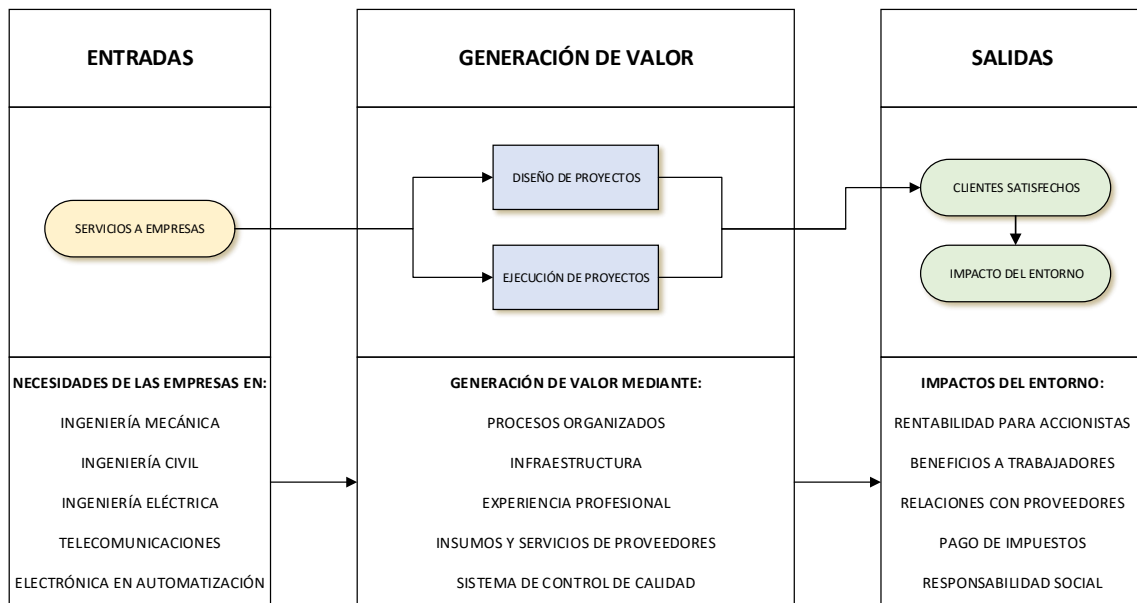 ENTRADAS
GENERACIÓN DE VALOR
SALIDAS
SERVICIOS A EMPRESAS
DISEÑO DE PROYECTOS
EJECUCIÓN DE PROYECTOS
CLIENTES SATISFECHOS
IMPACTO DEL ENTORNO
NECESIDADES DE LAS EMPRESAS EN:
INGENIERÍA MECÁNICA
INGENIERÍA CIVIL
INGENIERÍA ELÉCTRICA
TELECOMUNICACIONES
ELECTRÓNICA EN AUTOMATIZACIÓN
GENERACIÓN DE VALOR MEDIANTE:
PROCESOS ORGANIZADOS
INFRAESTRUCTURA
EXPERIENCIA PROFESIONAL
INSUMOS Y SERVICIOS DE PROVEEDORES
SISTEMA DE CONTROL DE CALIDAD
IMPACTOS DEL ENTORNO:
RENTABILIDAD PARA ACCIONISTAS
BENEFICIOS A TRABAJADORES
RELACIONES CON PROVEEDORES
PAGO DE IMPUESTOS
RESPONSABILIDAD SOCIAL